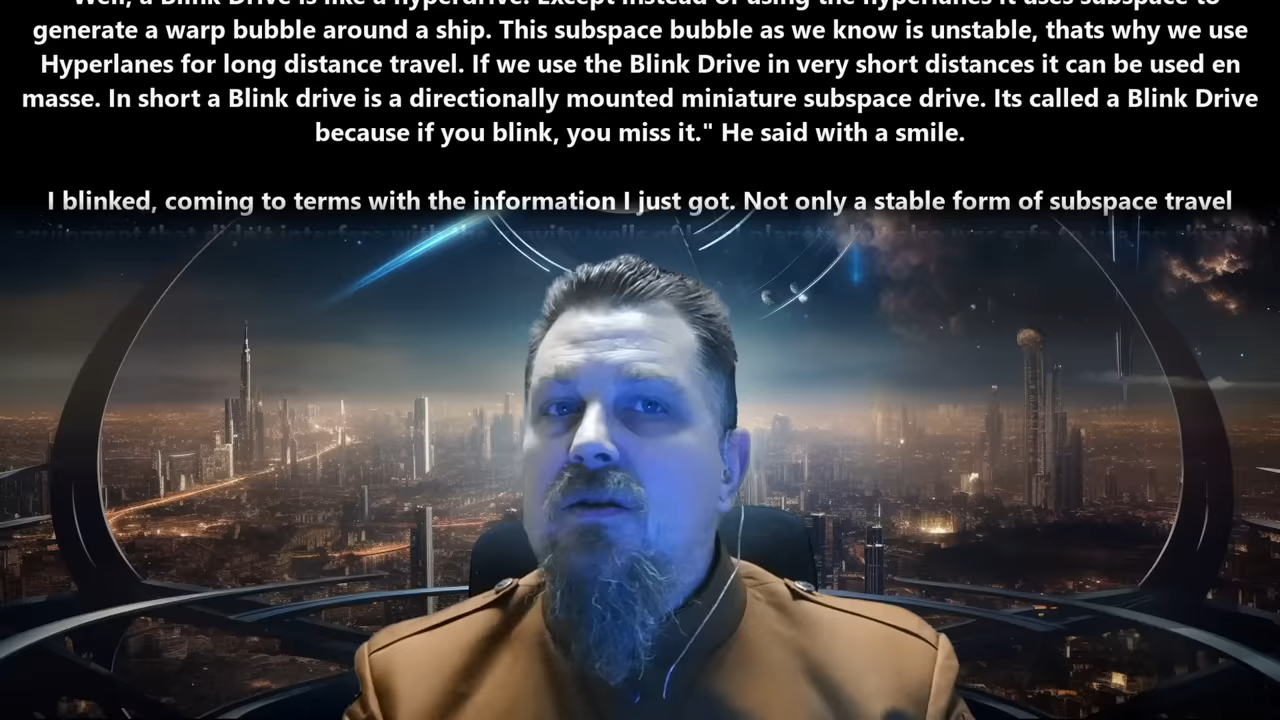 "Well, a Blink Drive is like a hyperdrive. Except instead of using the hyperlanes it uses subspace to
generate a warp bubble around a ship. This subspace bubble as we know is unstable, thats why we use
Hyperlanes for long distance travel. If we use the Blink Drive in very short distances it can be used en
masse. In short a Blink drive is a directionally mounted miniature subspace drive. Its called a Blink Drive
because if you blink, you miss it." He said with a smile.
I blinked, coming to terms with the information I just got. Not only a stable form of subspace travel